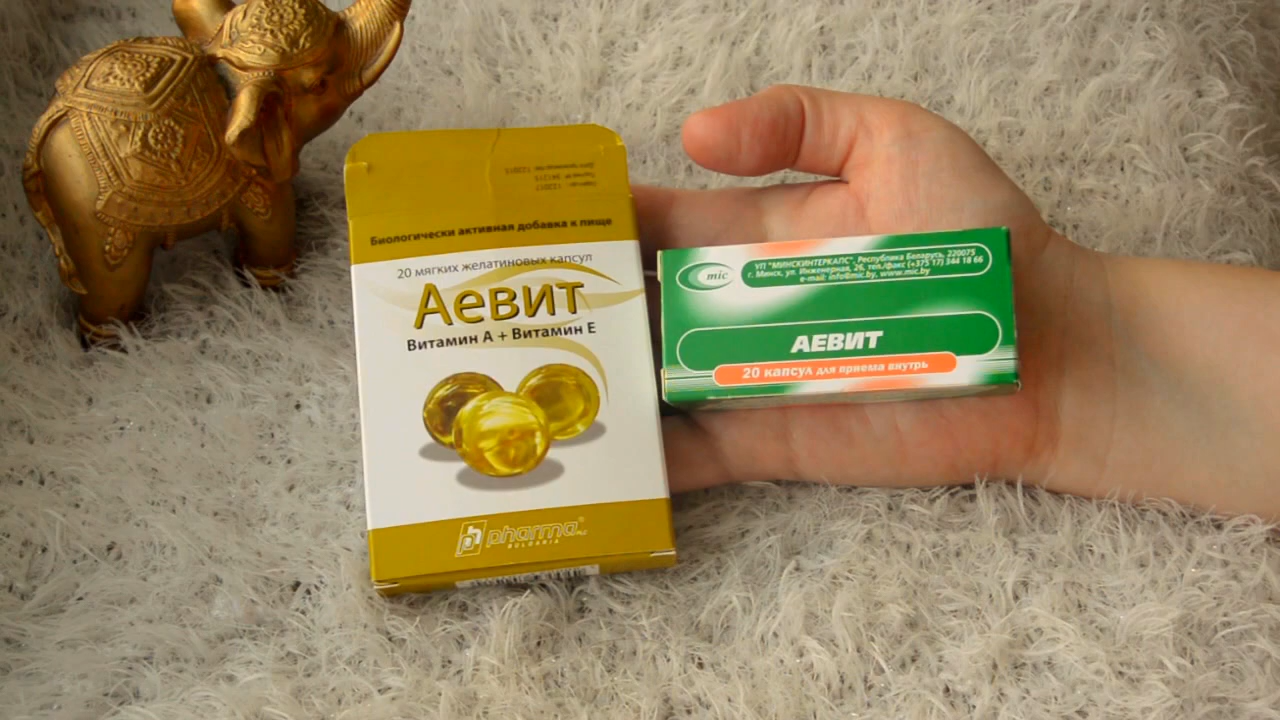 Биологически активная добавка к пище
20 мягких желатиновых капсул
Аевит
Витамин А + Витамин Е
pharma
BULGARIA
mic
УП "МИНСКИНТЕРКАПС", Республика Беларусь, 220075
г. Минск, ул. Инженерная, 26, тел./факс (+375 17) 344 18 66
e-mail: info@mic.by, www.mic.by
АЕВИТ
20 капсул для приема внутрь